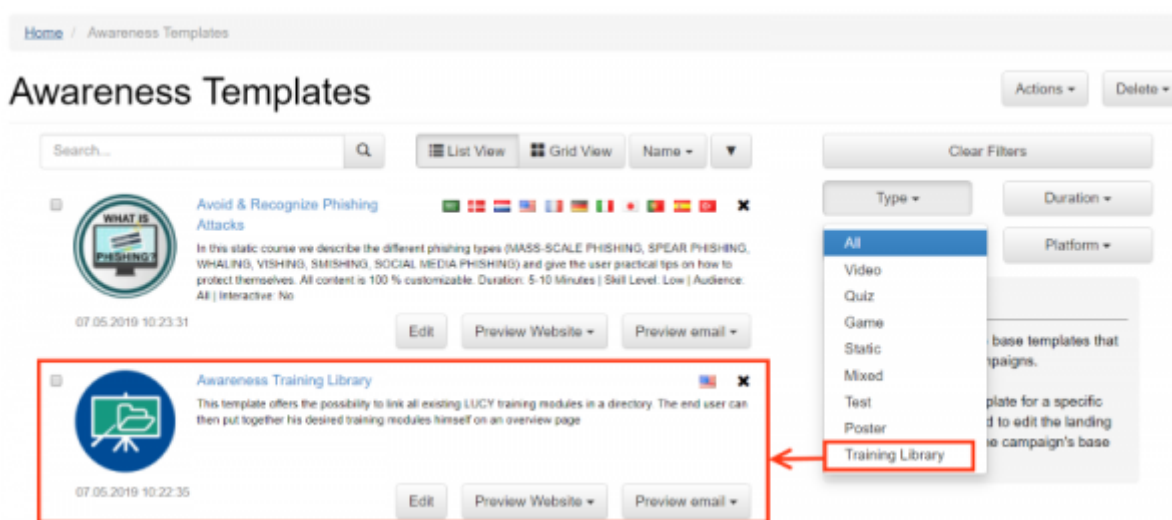 Home / Awareness Templates
Awareness Templates
Actions
Delete
Search...
List View
Grid View
Name
Clear Filters
Type
Duration
Platform
All
Video
Quiz
Game
Static
Mixed
Test
Poster
Training Library
WHAT IS
PHISHING?
Avoid & Recognize Phishing
Attacks
In this static course we describe the different phishing types (MASS-SCALE PHISHING, SPEAR PHISHING,
WHALING, VISHING, SMISHING, SOCIAL MEDIA PHISHING) and give the user practical tips on how to
protect themselves. All content is 100 % customizable. Duration: 5-10 Minutes | Skill Level: Low | Audience:
All | Interactive: No
07.05.2019 10:23:31
Edit
Preview Website
Preview email
Awareness Training Library
This template offers the possibility to link all existing LUCY training modules in a directory. The end user can
then put together his desired training modules himself on an overview page
07.05.2019 10:22:35
Edit
Preview Website
Preview email
base templates that
for a specific
to edit the landing
campaign's base